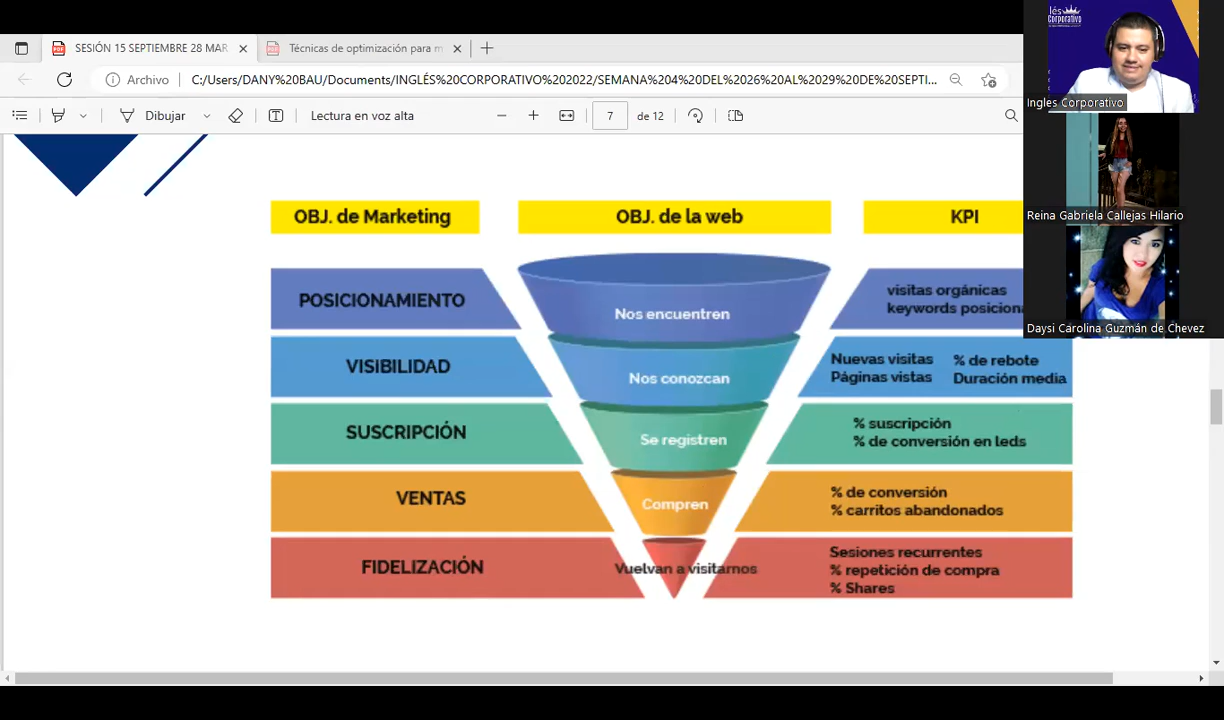 SESIÓN 15 SEPTIEMBRE 28 MAR
Técnicas de optimización para m
Archivo
C:/Users/DANY%20BAU/Documents/INGLÉS%20CORPORATIVO%202022/SEMANA%204%20DEL%2026%20AL%2029%20DE%20SEPTI...
Dibujar
Lectura en voz alta
7
de 12
lés
Corporativo
Ingles Corporativo
Reina Gabriela Callejas Hilario
Daysi Carolina Guzmán de Chevez
OBJ. de Marketing
OBJ. de la web
KPI
POSICIONAMIENTO
Nos encuentren
visitas orgánicas
keywords posiciona
VISIBILIDAD
Nos conozcan
Nuevas visitas
Páginas vistas
% de rebote
Duración media
SUSCRIPCIÓN
Se registren
% suscripción
% de conversión en leds
VENTAS
Compren
% de conversión
% carritos abandonados
FIDELIZACIÓN
Vuelvan a visitarnos
Sesiones recurrentes
% repetición de compra
% Shares